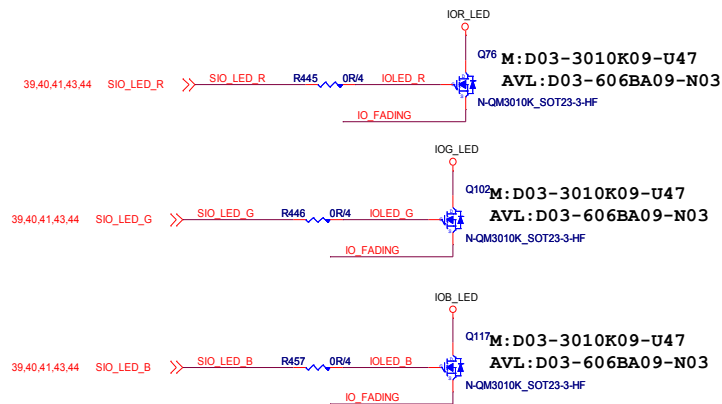 IOR_LED
Q76 M:D03-3010K09-U47
39,40,41,43,44 SIO_LED_R SIO_LED_R R445 0R/4 IOLED_R AVL:D03-606BA09-N03
N-QM3010K_SOT23-3-HF
IO_FADING
IOG_LED
Q102 M:D03-3010K09-U47
39,40,41,43,44 SIO_LED_G SIO_LED_G R446 0R/4 IOLED_G AVL:D03-606BA09-N03
N-QM3010K_SOT23-3-HF
IO_FADING
IOB_LED
Q117 M:D03-3010K09-U47
39,40,41,43,44 SIO_LED_B SIO_LED_B R457 0R/4 IOLED_B AVL:D03-606BA09-N03
N-QM3010K_SOT23-3-HF
IO_FADING